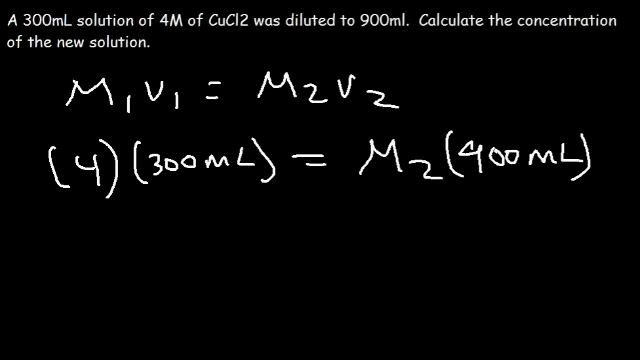 A 300mL solution of 4M of CuCl2 was diluted to 900ml. Calculate the concentration
of the new solution.
M₁V₁ = M₂V₂
(4)(300mL) = M₂(900mL)